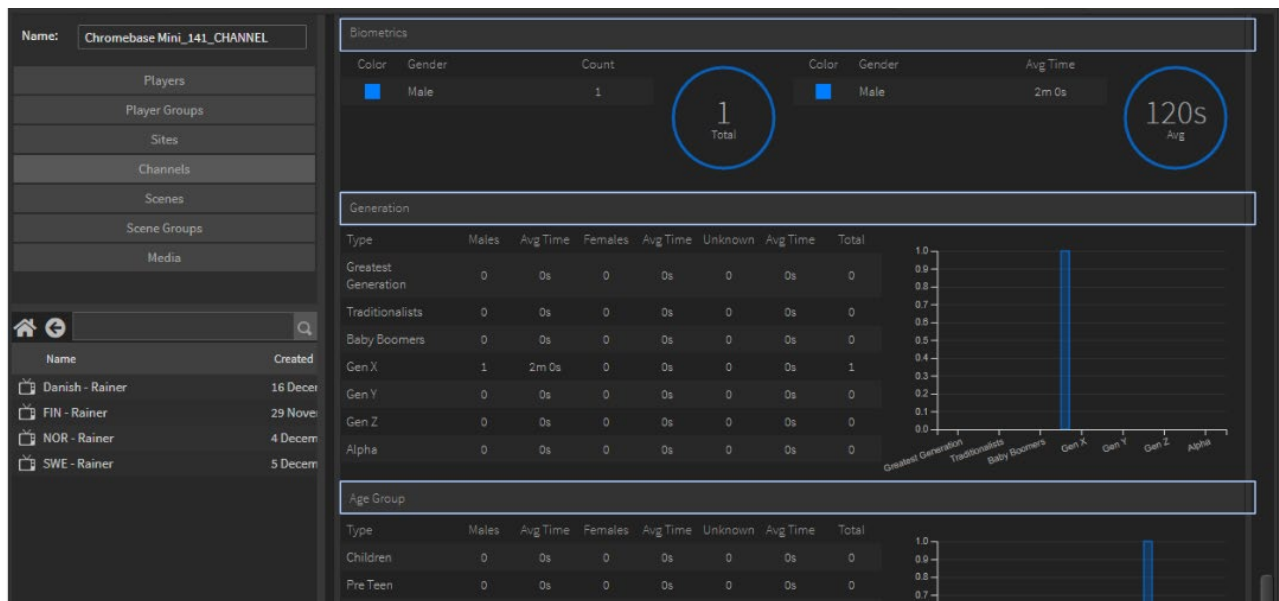 Name: Chromebase Mini_141_CHANNEL
Players
Player Groups
Sites
Channels
Scenes
Scene Groups
Media
Name Created
Danish - Rainer 16 Decer
FIN - Rainer 29 Nove
NOR - Rainer 4 Decem
SWE - Rainer 5 Decem
Biometrics
Color Gender Count
Male 1
1
Total
Color Gender Avg Time
Male 2m 0s
120s
Avg
Generation
Type Males Avg Time Females Avg Time Unknown Avg Time Total
Greatest
Generation 0 0s 0 0s 0 0s 0
Traditionalists 0 0s 0 0s 0 0s 0
Baby Boomers 0 0s 0 0s 0 0s 0
Gen X 1 2m 0s 0 0s 0 0s 1
Gen Y 0 0s 0 0s 0 0s 0
Gen Z 0 0s 0 0s 0 0s 0
Alpha 0 0s 0 0s 0 0s 0
1.0
0.9
0.8
0.7
0.6
0.5
0.4
0.3
0.2
0.1
0.0
Greatest Generation Traditionalists Baby Boomers Gen X Gen Y Gen Z Alpha
Age Group
Type Males Avg Time Females Avg Time Unknown Avg Time Total
Children 0 0s 0 0s 0 0s 0
Pre Teen 0 0s 0 0s 0 0s 0
1.0
0.9
0.8
0.7